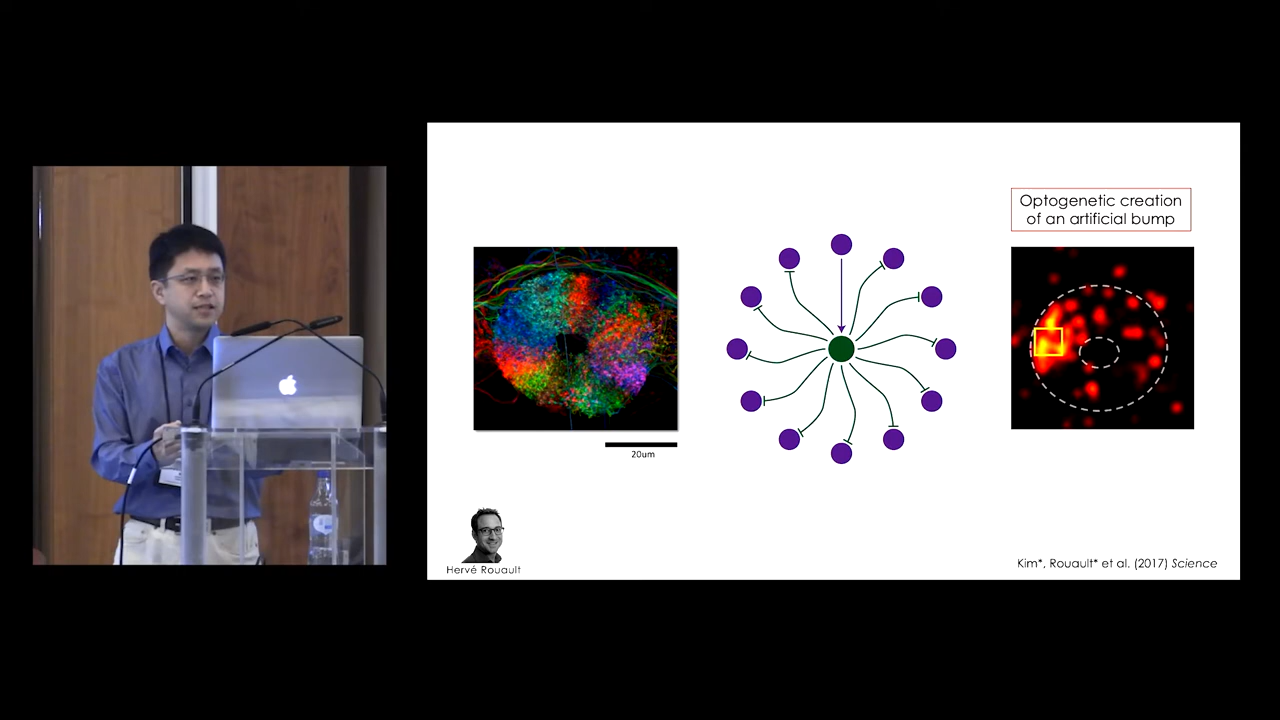 Optogenetic creation
of an artificial bump
20um
Hervé Rouault
Kim*, Rouault* et al. (2017) Science